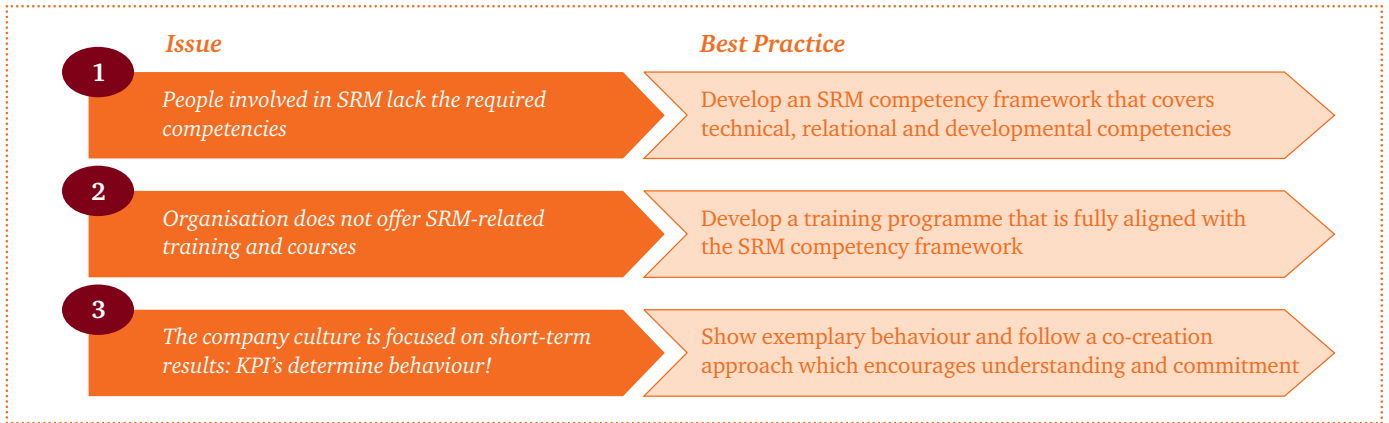 Issue
Best Practice
1
People involved in SRM lack the required
competencies
Develop an SRM competency framework that covers
technical, relational and developmental competencies
2
Organisation does not offer SRM-related
training and courses
Develop a training programme that is fully aligned with
the SRM competency framework
3
The company culture is focused on short-term
results: KPI's determine behaviour!
Show exemplary behaviour and follow a co-creation
approach which encourages understanding and commitment